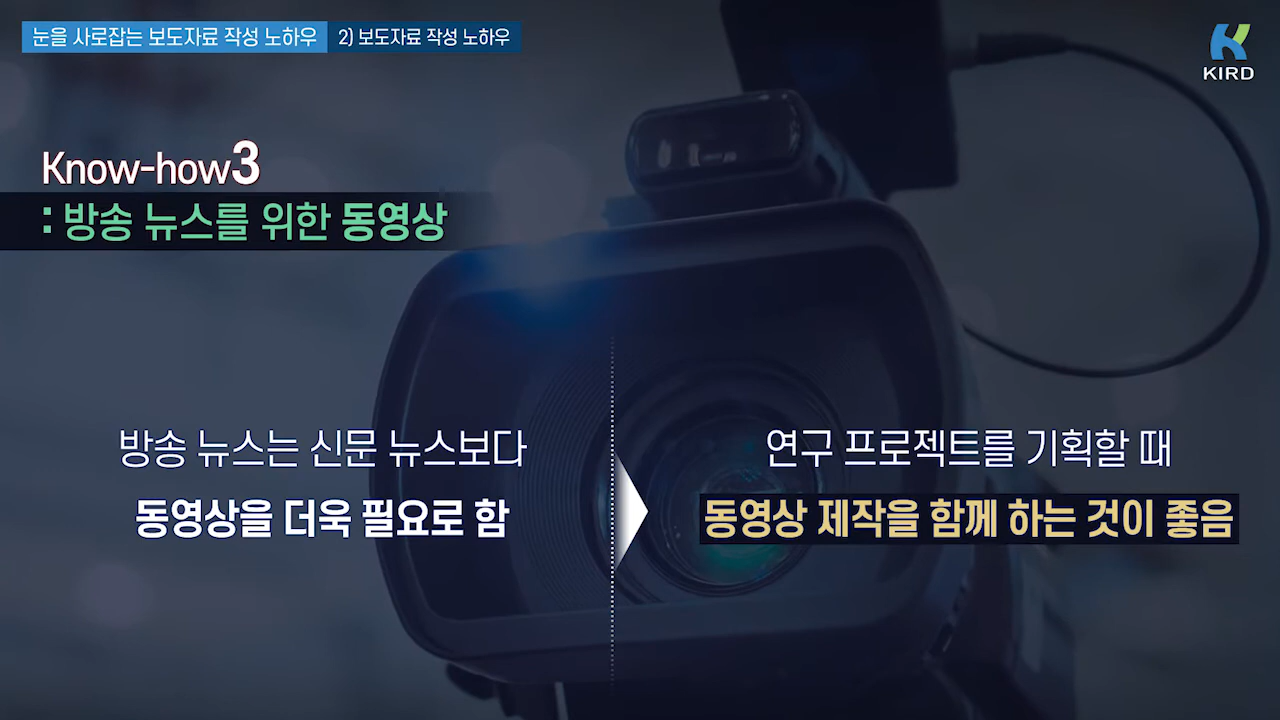 눈을 사로잡는 보도자료 작성 노하우 2) 보도자료 작성 노하우
KIRD
Know-how3
: 방송 뉴스를 위한 동영상
방송 뉴스는 신문 뉴스보다
동영상을 더욱 필요로 함
연구 프로젝트를 기획할 때
동영상 제작을 함께 하는 것이 좋음